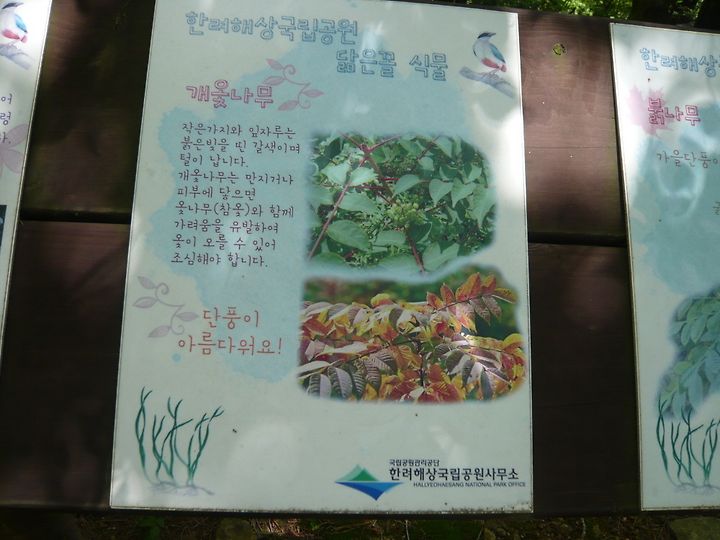 한려해상국립공원
닮은꼴 식물
개옻나무
작은가지와 잎자루는
붉은빛을 띤 갈색이며
털이 납니다.
개옻나무는 만지거나
피부에 닿으면
옻나무(참옻)와 함께
가려움을 유발하여
옻이 오를 수 있어
조심해야 합니다.
단풍이
아름다워요!
국립공원관리공단
한려해상국립공원사무소
HALLYEOHAESANG NATIONAL PARK OFFICE
한려해상
붉나무
가을단풍이